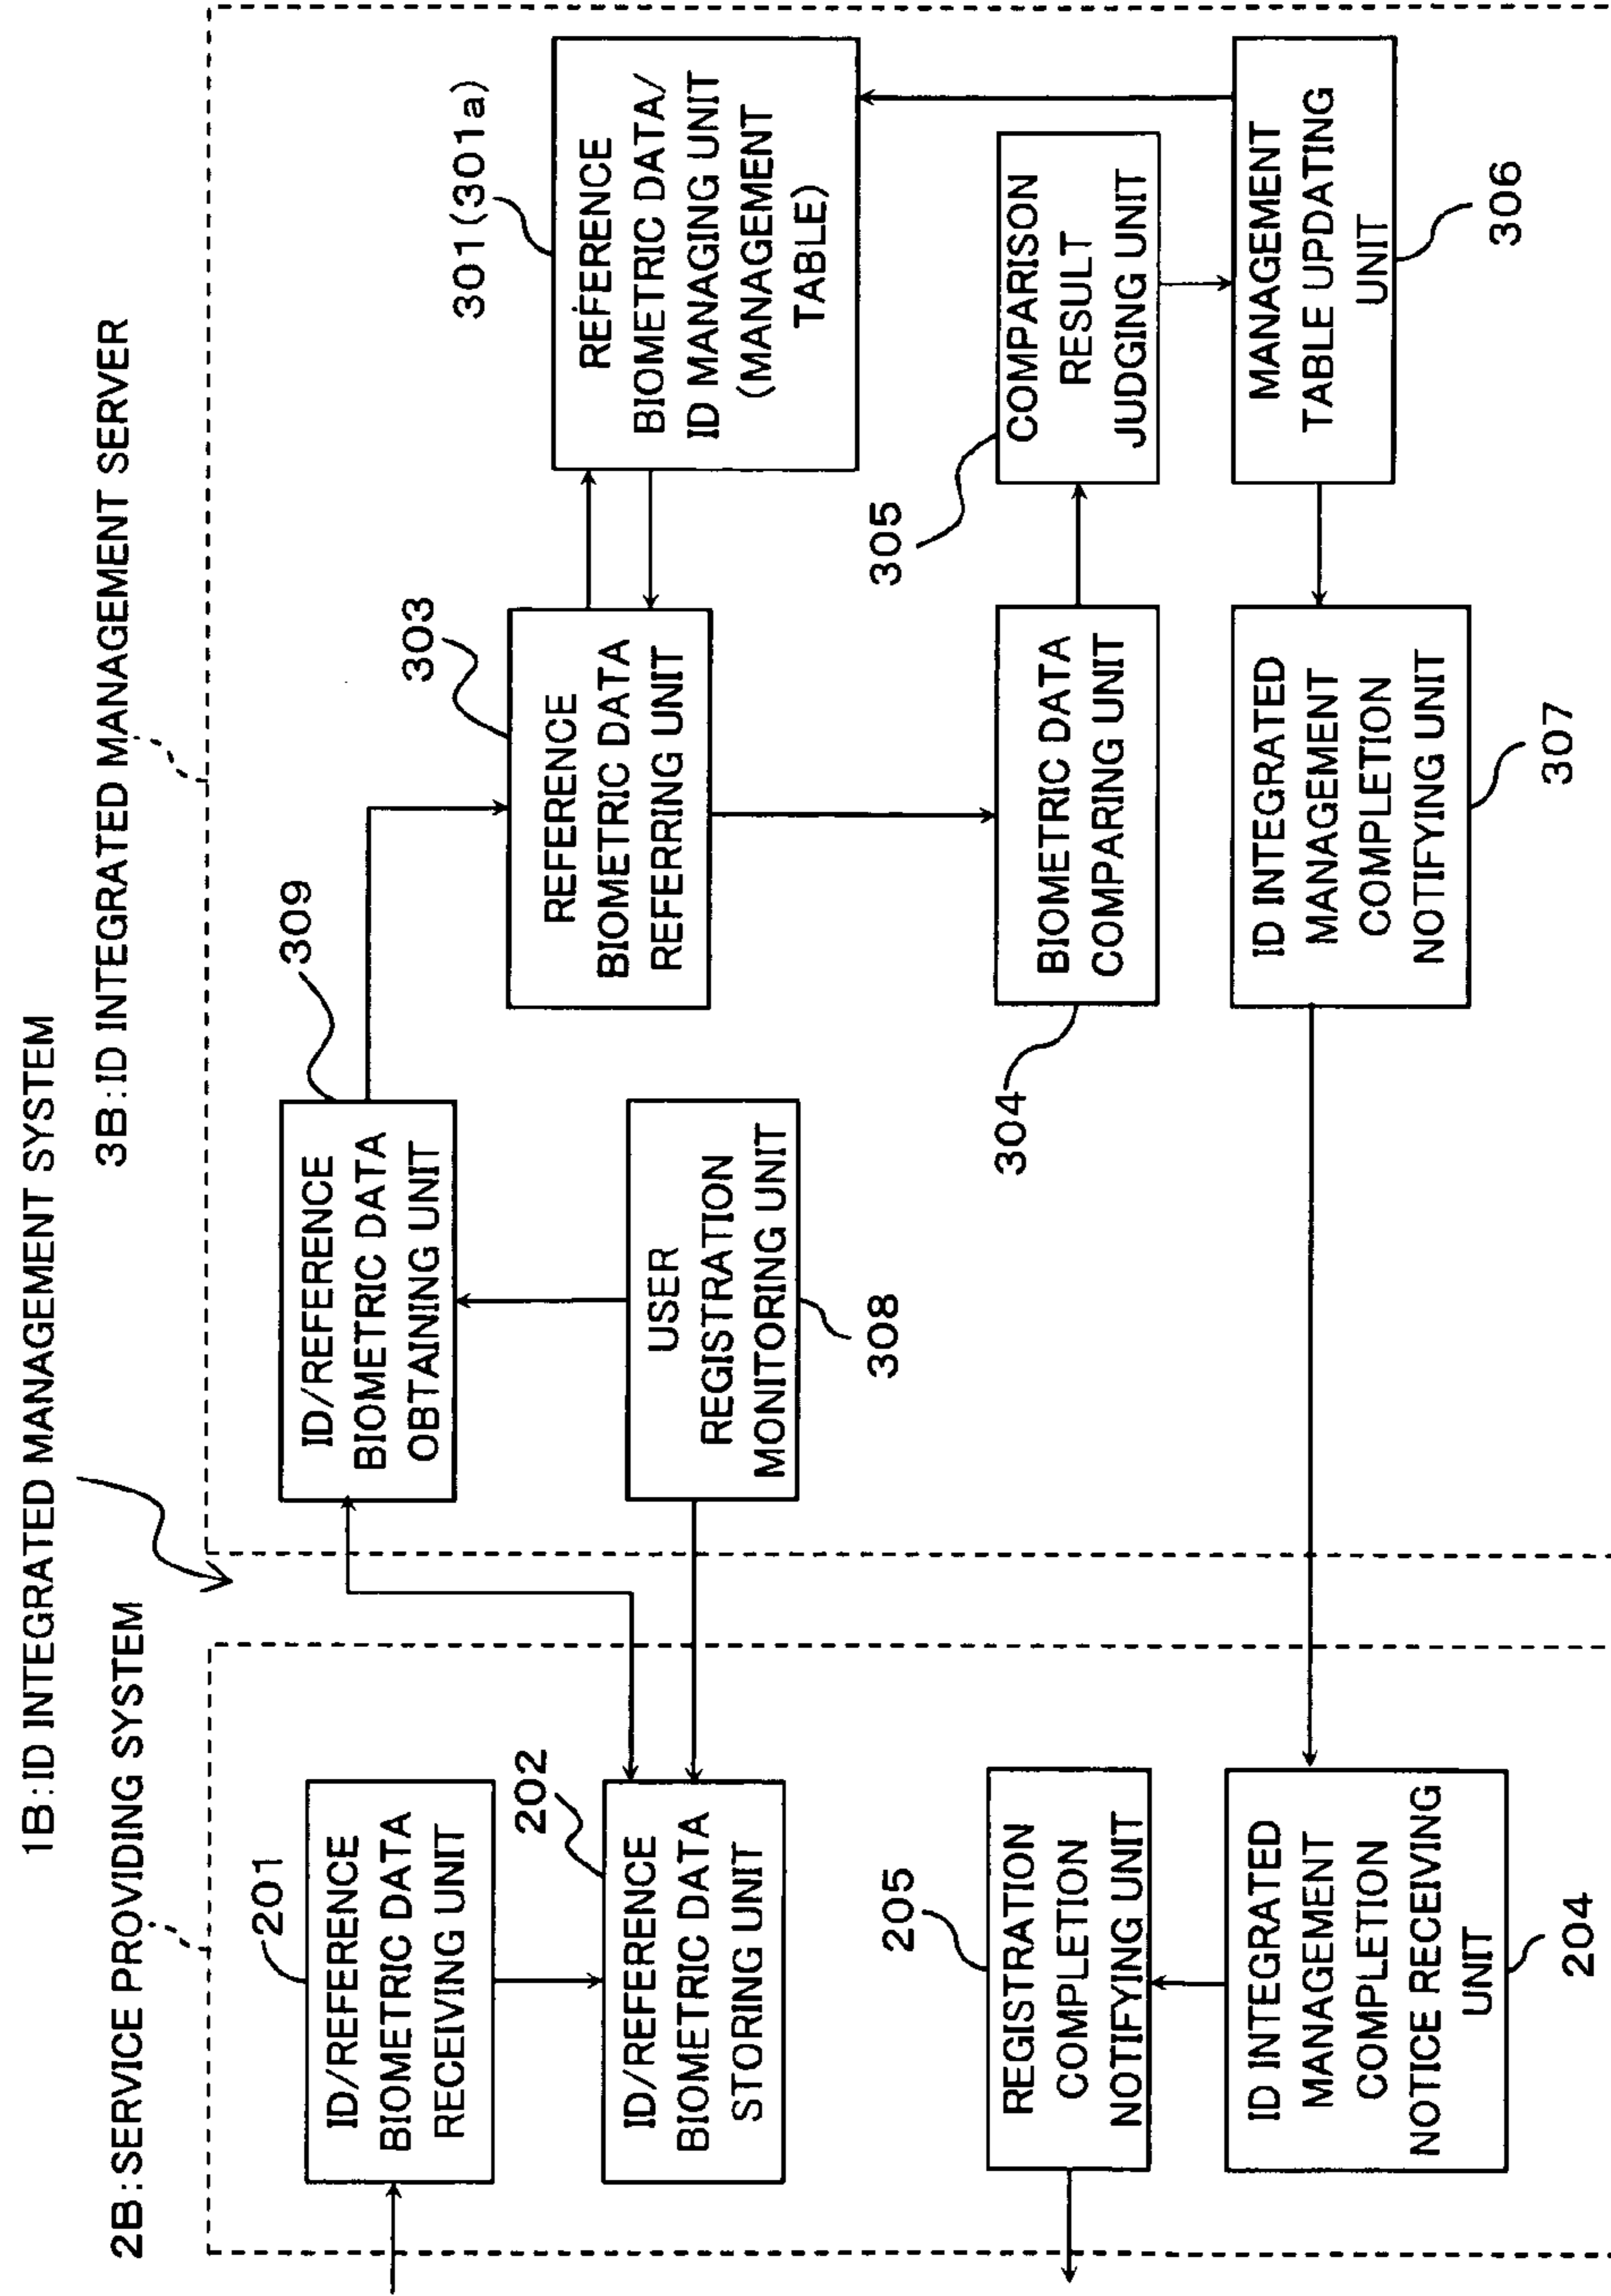 1B:ID INTEGRATED MANAGEMENT SYSTEM
2B:SERVICE PROVIDING SYSTEM
3B:ID INTEGRATED MANAGEMENT SERVER
201
ID/REFERENCE
BIOMETRIC DATA
RECEIVING UNIT
202
ID/REFERENCE
BIOMETRIC DATA
STORING UNIT
205
REGISTRATION
COMPLETION
NOTIFYING UNIT
ID INTEGRATED
MANAGEMENT
COMPLETION
NOTICE RECEIVING
UNIT
204
309
ID/REFERENCE
BIOMETRIC DATA
OBTAINING UNIT
USER
REGISTRATION
MONITORING UNIT
308
303
REFERENCE
BIOMETRIC DATA
REFERRING UNIT
301(301a)
REFERENCE
BIOMETRIC DATA/
ID MANAGING UNIT
(MANAGEMENT
TABLE)
304
BIOMETRIC DATA
COMPARING UNIT
305
COMPARISON
RESULT
JUDGING UNIT
ID INTEGRATED
MANAGEMENT
COMPLETION
NOTIFYING UNIT
307
MANAGEMENT
TABLE UPDATING
UNIT
306